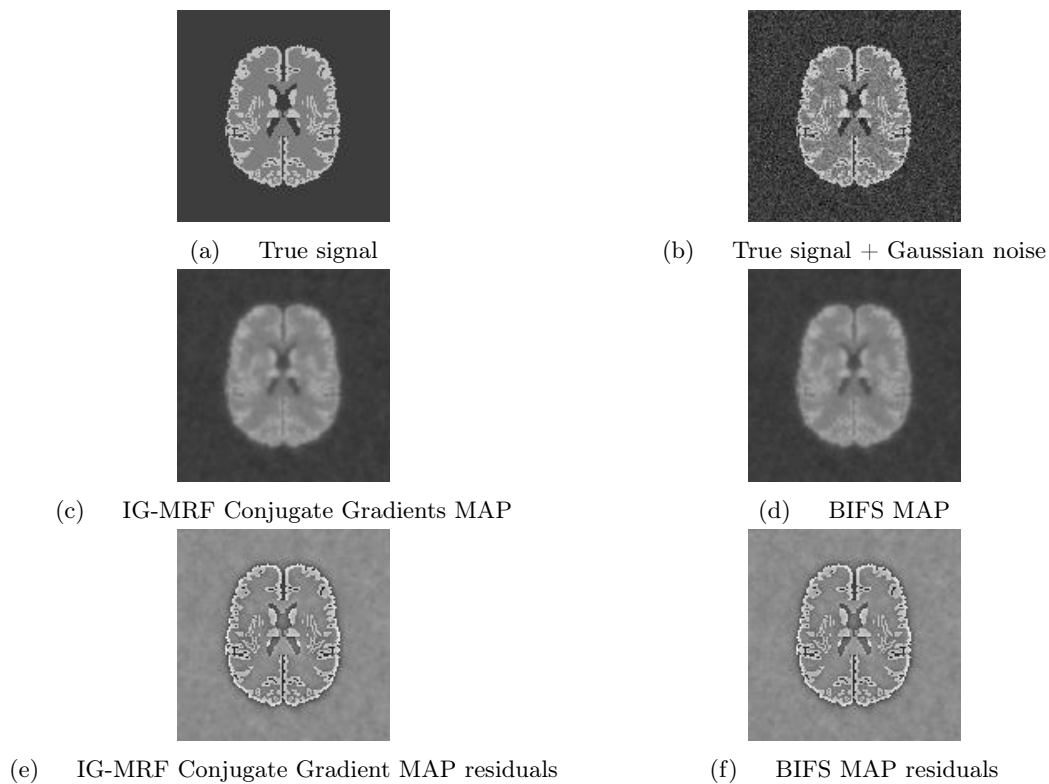 (a) True signal
(b) True signal + Gaussian noise
(c) IG-MRF Conjugate Gradients MAP
(d) BIFS MAP
(e) IG-MRF Conjugate Gradient MAP residuals
(f) BIFS MAP residuals